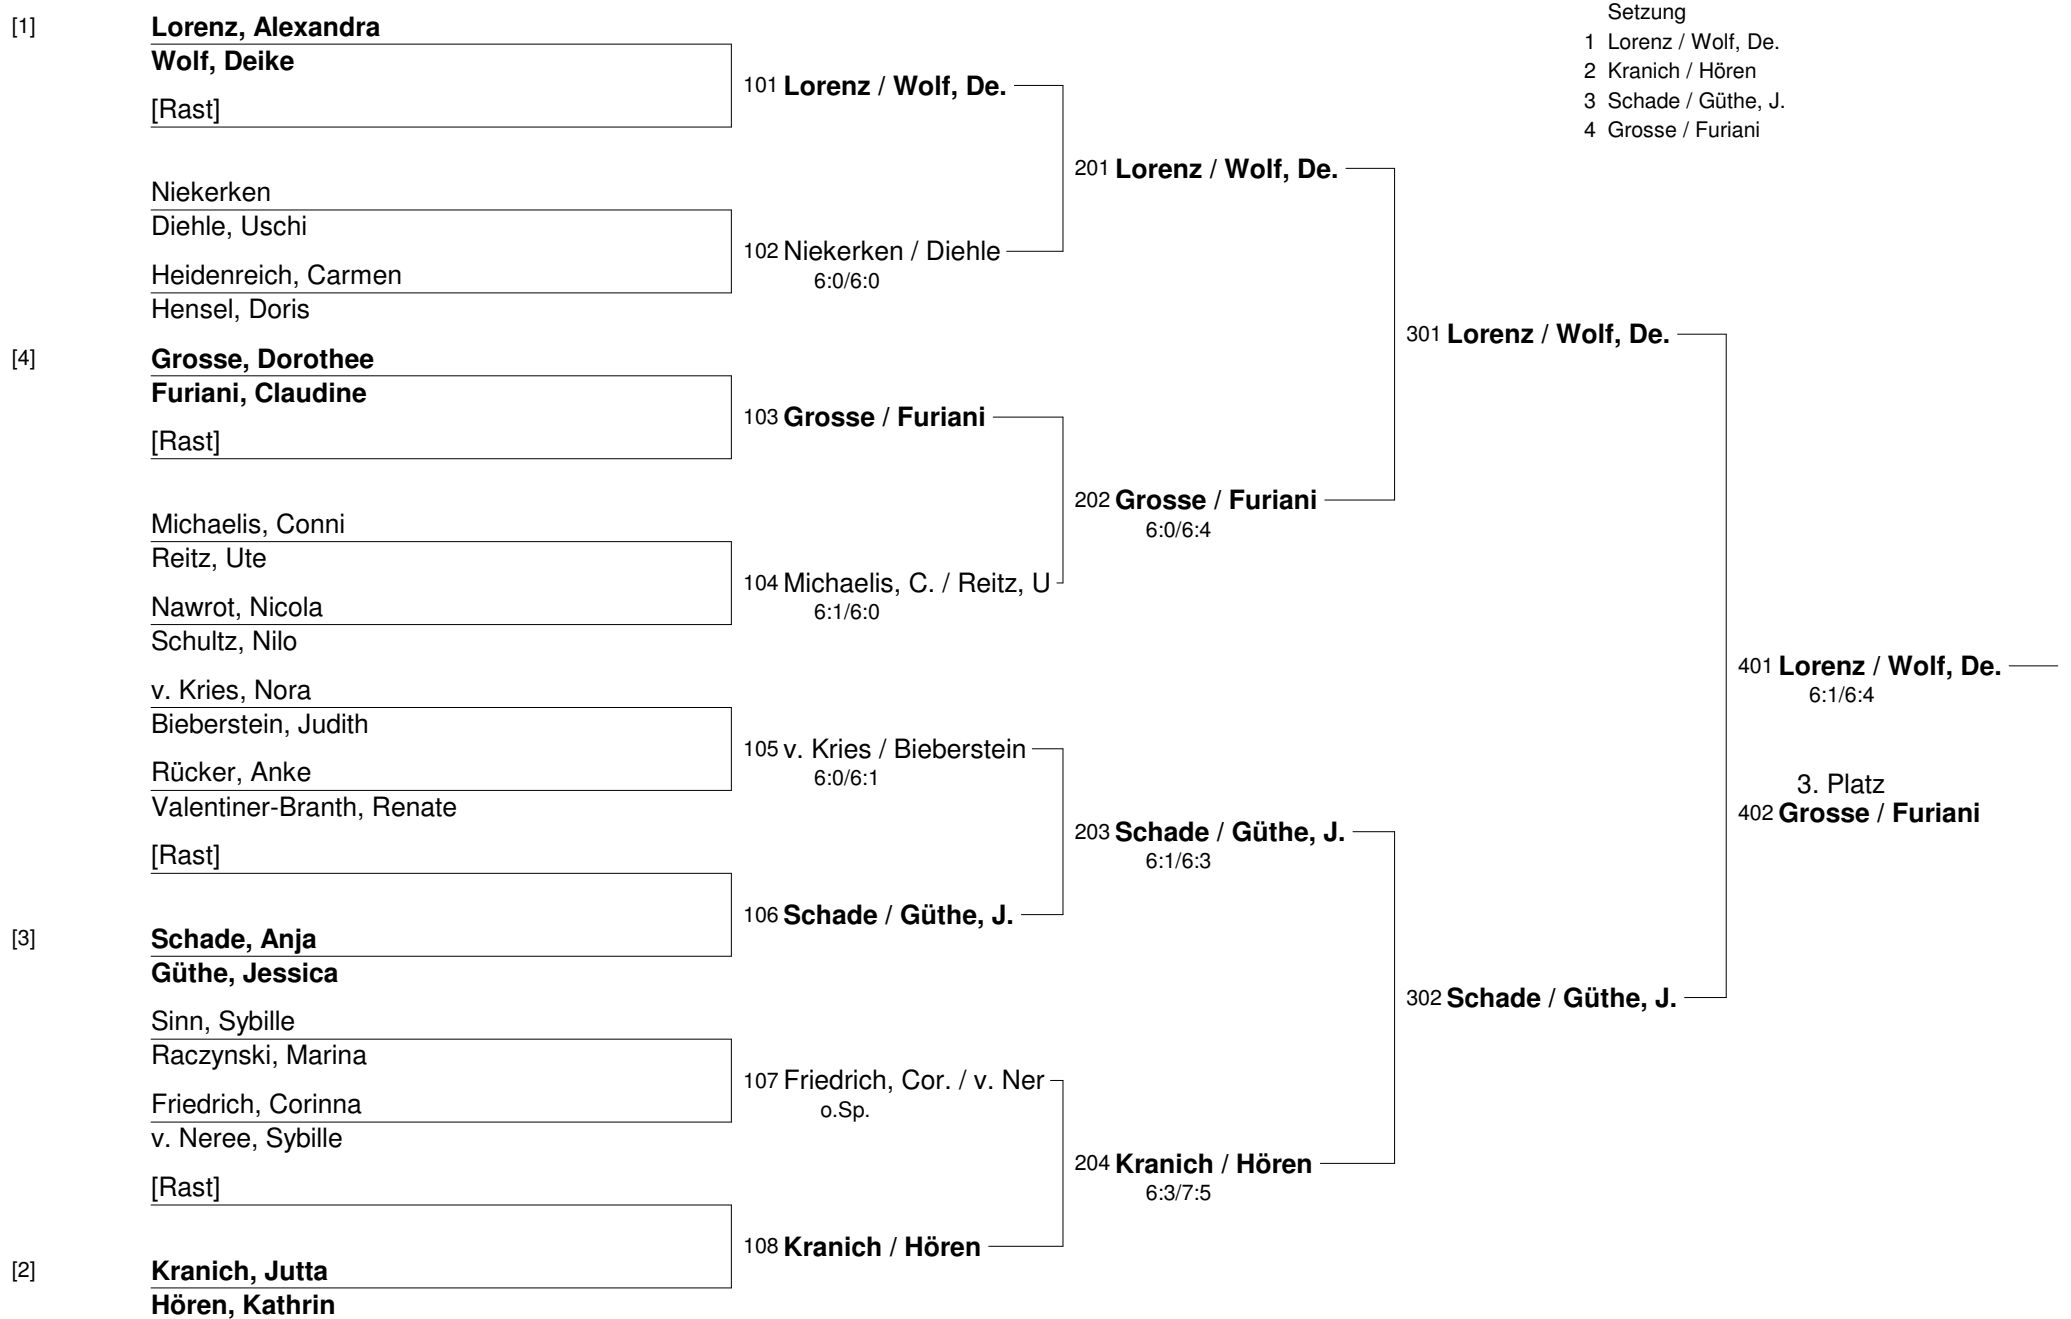 Setzung
1 Lorenz / Wolf, De.
2 Kranich / Hören
3 Schade / Güthe, J.
4 Grosse / Furiani
[1] Lorenz, Alexandra
Wolf, Deike
[Rast]
Niekerken
Diehle, Uschi
Heidenreich, Carmen
Hensel, Doris
[4] Grosse, Dorothee
Furiani, Claudine
[Rast]
Michaelis, Conni
Reitz, Ute
Nawrot, Nicola
Schultz, Nilo
v. Kries, Nora
Bieberstein, Judith
Rücker, Anke
Valentiner-Branth, Renate
[Rast]
[3] Schade, Anja
Güthe, Jessica
Sinn, Sybille
Raczynski, Marina
Friedrich, Corinna
v. Neree, Sybille
[Rast]
[2] Kranich, Jutta
Hören, Kathrin
101 Lorenz / Wolf, De.
102 Niekerken / Diehle
6:0/6:0
103 Grosse / Furiani
104 Michaelis, C. / Reitz, U
6:1/6:0
105 v. Kries / Bieberstein
6:0/6:1
106 Schade / Güthe, J.
107 Friedrich, Cor. / v. Ner
o.Sp.
108 Kranich / Hören
201 Lorenz / Wolf, De.
202 Grosse / Furiani
6:0/6:4
203 Schade / Güthe, J.
6:1/6:3
204 Kranich / Hören
6:3/7:5
301 Lorenz / Wolf, De.
302 Schade / Güthe, J.
401 Lorenz / Wolf, De.
6:1/6:4
3. Platz
402 Grosse / Furiani